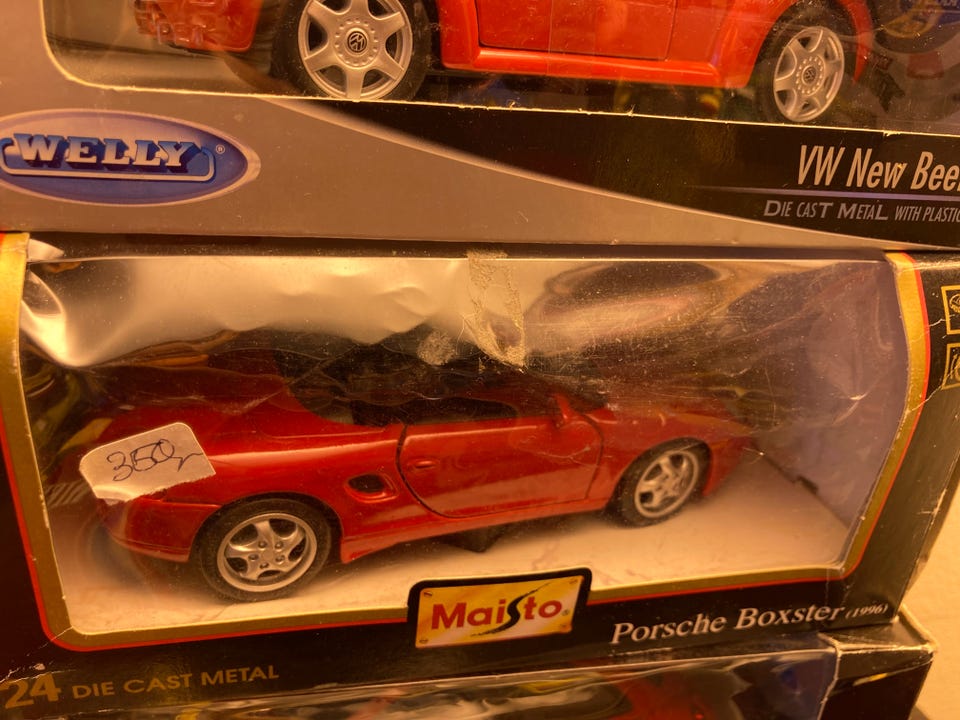 WELLY®
VW New Bee
DIE CAST METAL WITH PLASTIC
350
Maisto
Porsche Boxster (1996)
24 DIE CAST METAL